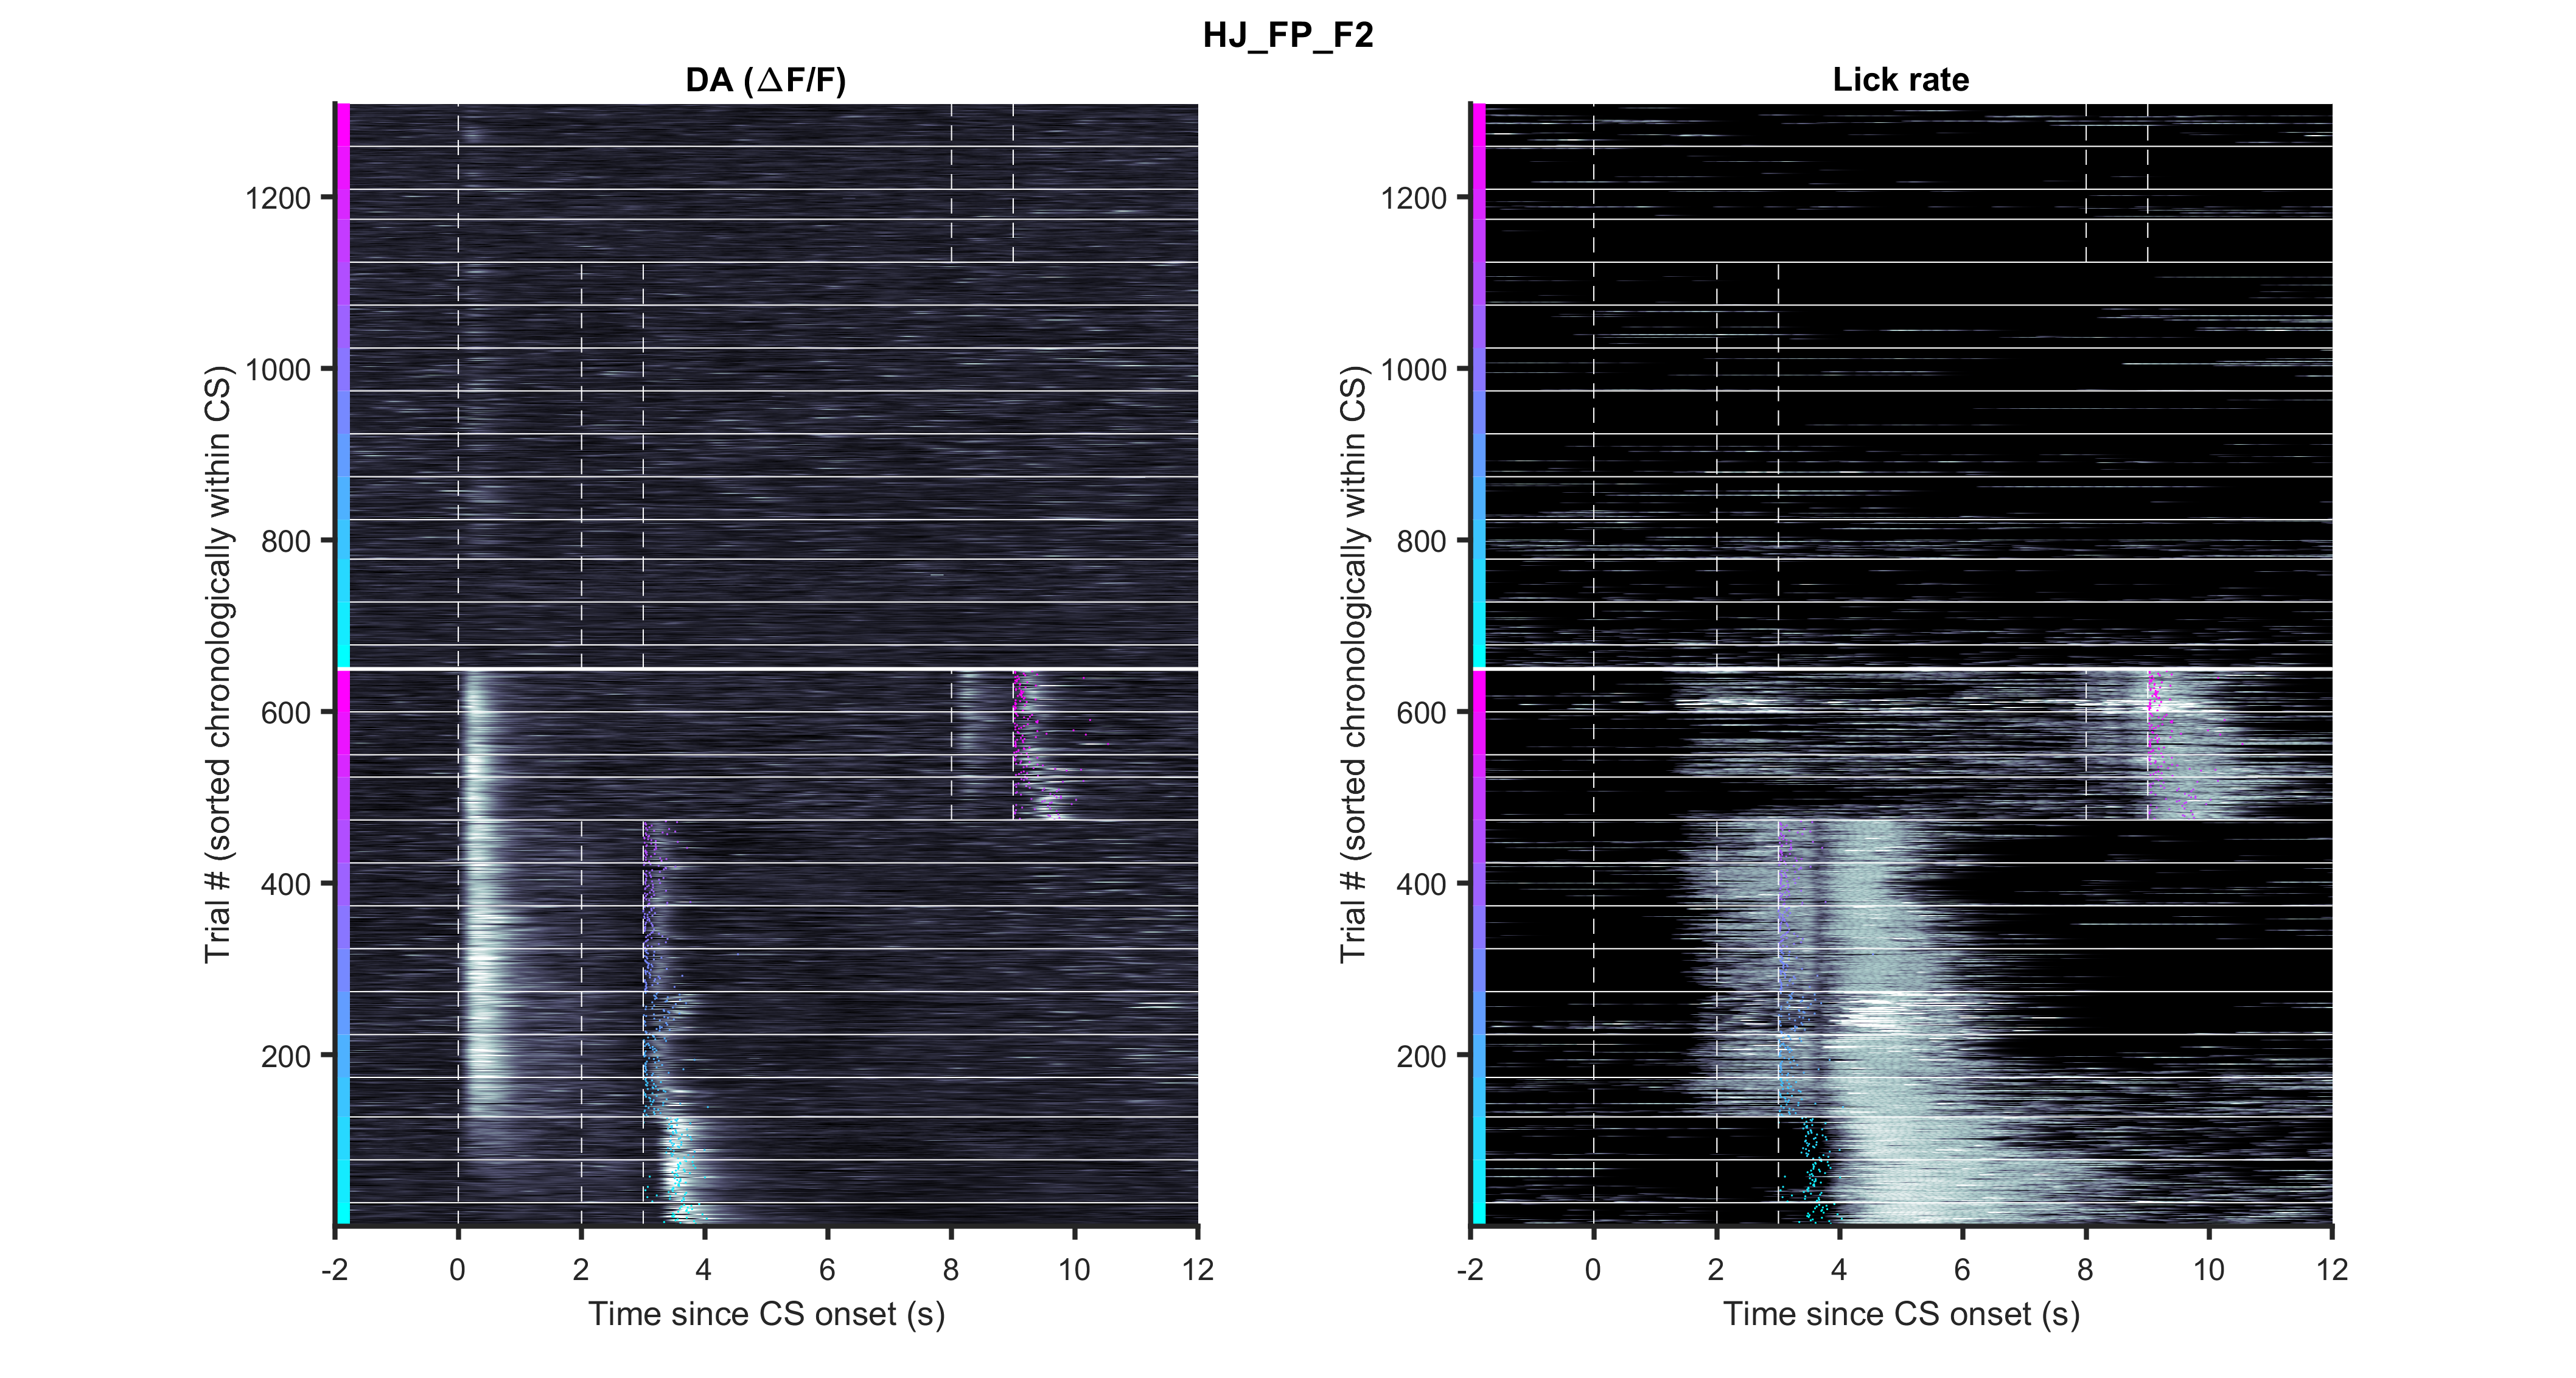 HJ_FP_F2
DA (ΔF/F)
Trial # (sorted chronologically within CS)
1200
1000
800
600
400
200
-2 0 2 4 6 8 10 12
Time since CS onset (s)
Lick rate
Trial # (sorted chronologically within CS)
1200
1000
800
600
400
200
-2 0 2 4 6 8 10 12
Time since CS onset (s)